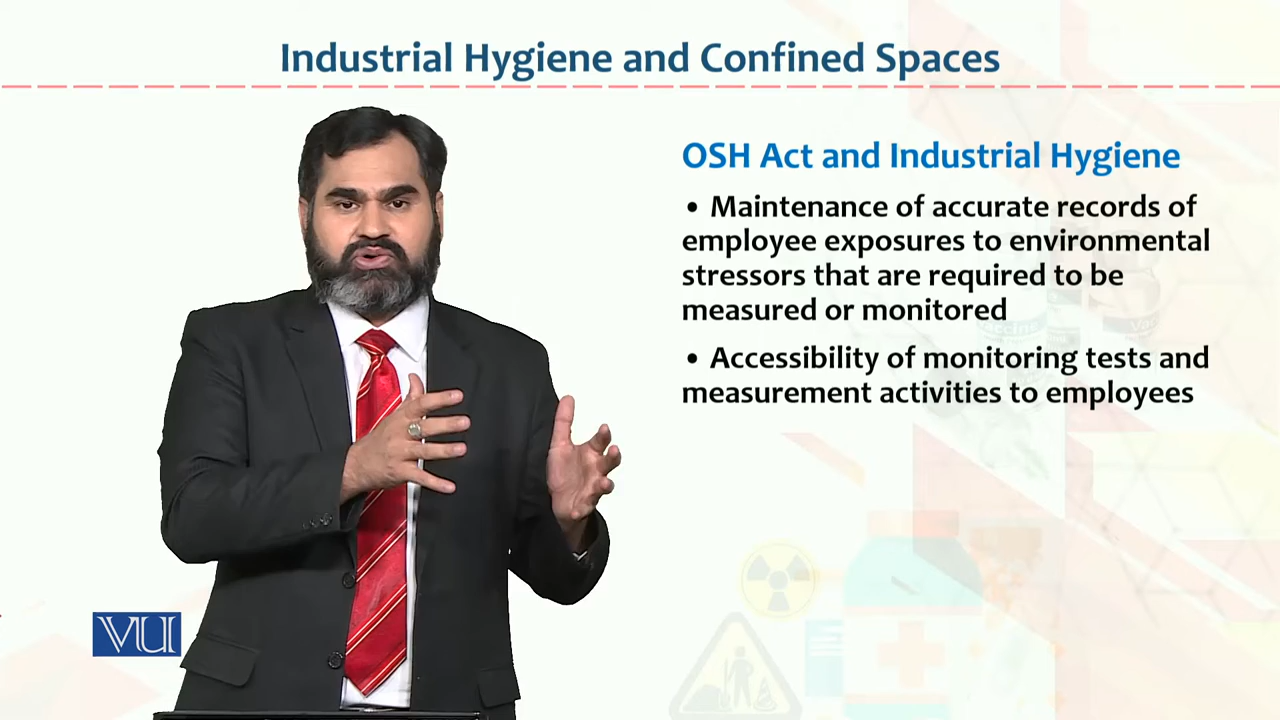 Industrial Hygiene and Confined Spaces
OSH Act and Industrial Hygiene
• Maintenance of accurate records of
employee exposures to environmental
stressors that are required to be
measured or monitored
• Accessibility of monitoring tests and
measurement activities to employees
VU